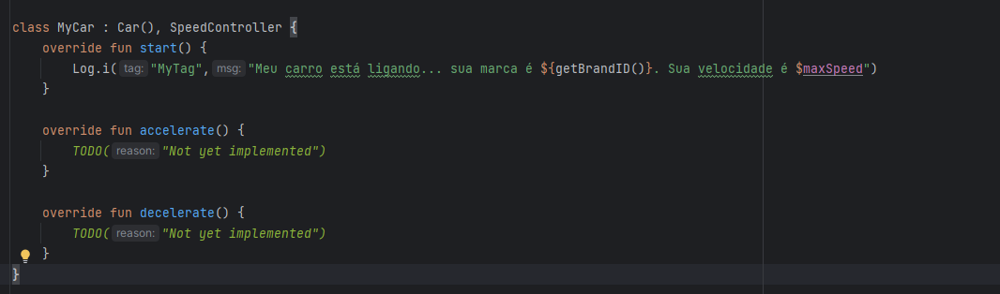 class MyCar : Car(), SpeedController {
override fun start() {
Log.i( tag: "MyTag", msg: "Meu carro está ligando... sua marca é ${getBrandID()}. Sua velocidade é $maxSpeed")
}
override fun accelerate() {
TODO( reason: "Not yet implemented")
}
override fun decelerate() {
TODO( reason: "Not yet implemented")
}
}